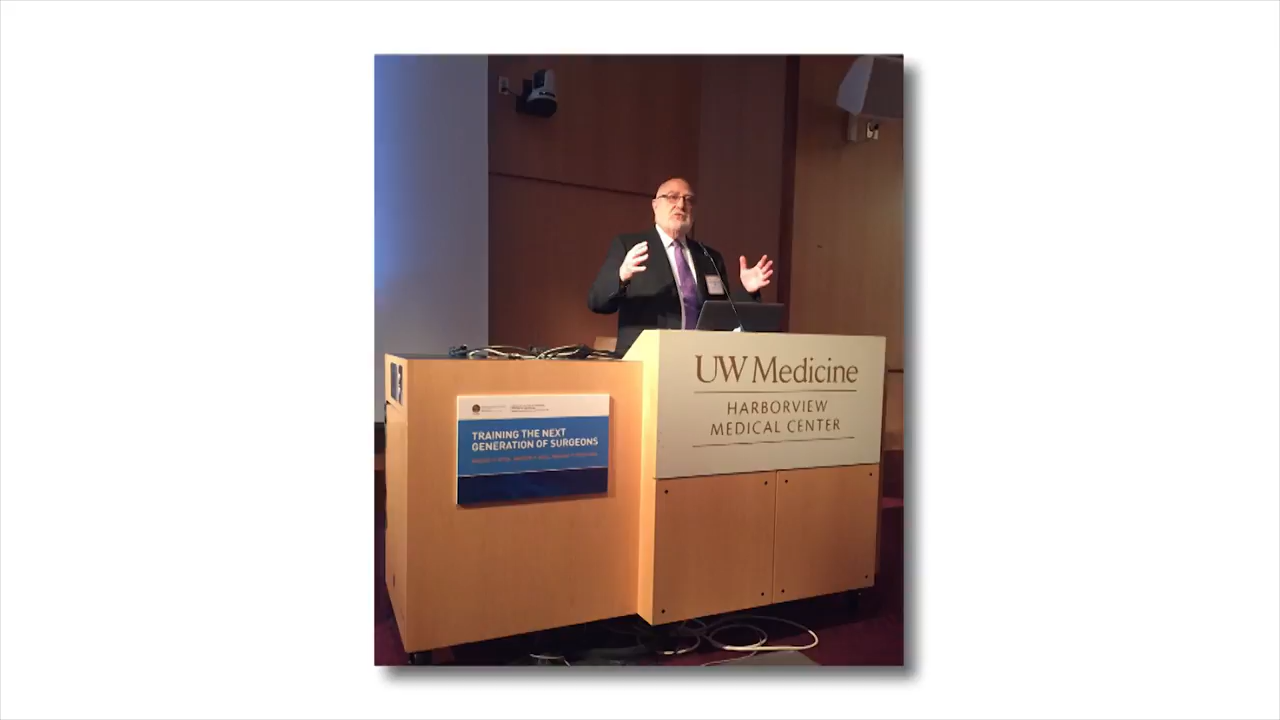 UW Medicine
HARBORVIEW
MEDICAL CENTER
TRAINING THE NEXT
GENERATION OF SURGEONS